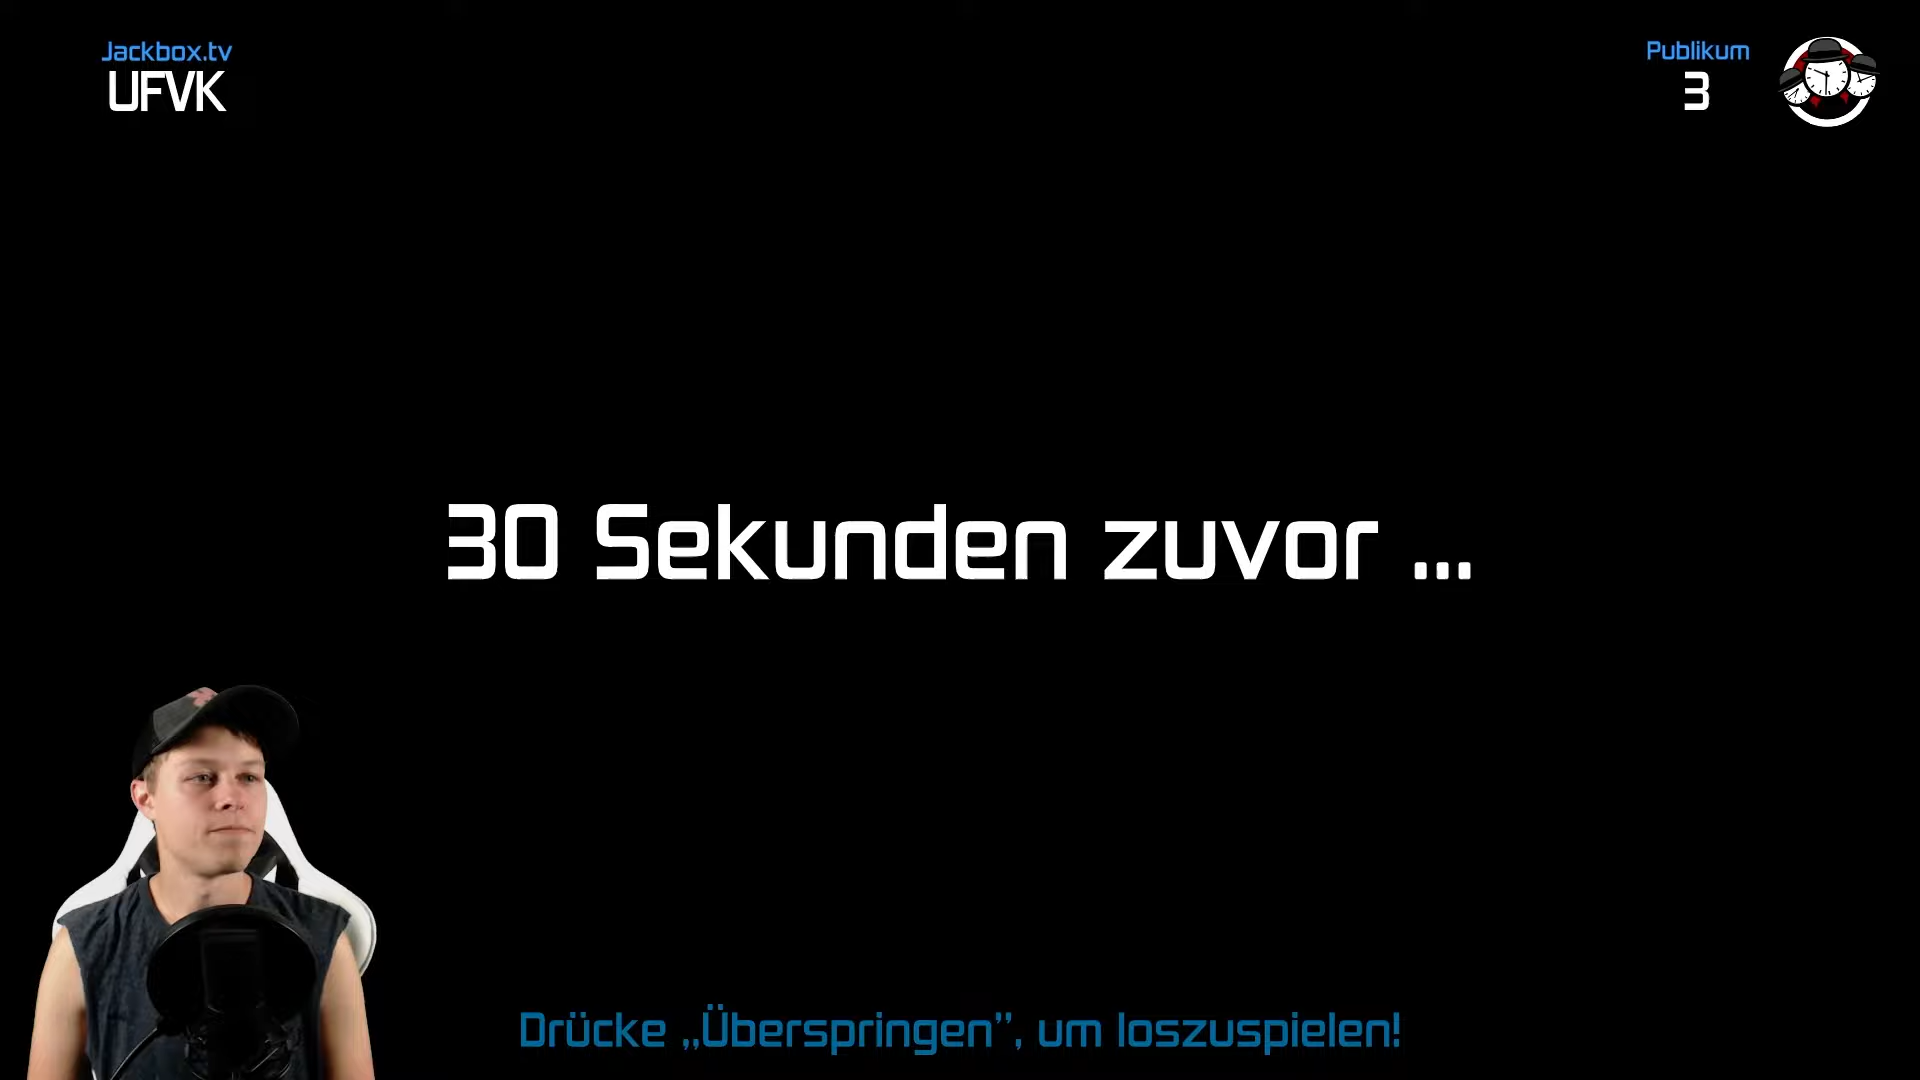 Jackbox.tv
UFVK
Publikum
3
30 Sekunden zuvor ...
Drücke „Überspringen”, um loszuspielen!